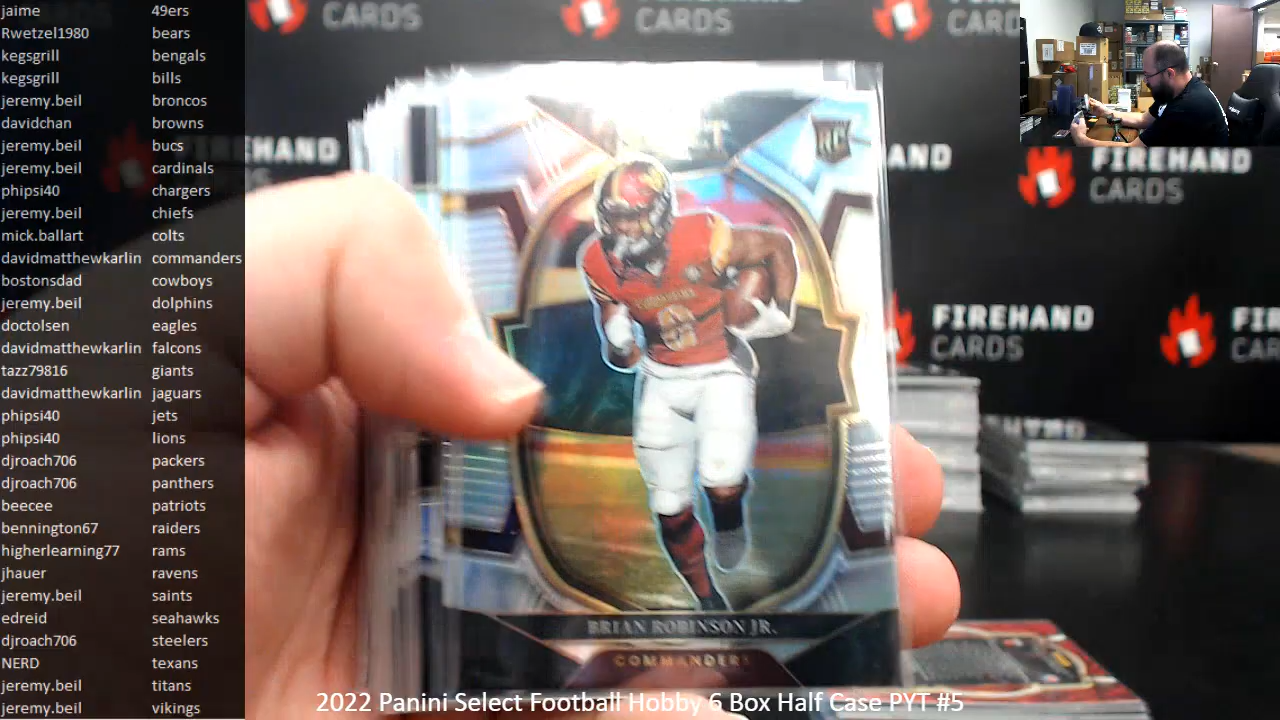 jaime 49ers
Rwetzel1980 bears
kegsgrill bengals
kegsgrill bills
jeremy.beil broncos
davidchan browns
jeremy.beil bucs
jeremy.beil cardinals
phipsi40 chargers
jeremy.beil chiefs
mick.ballart colts
davidmatthewkarlin commanders
bostonsdad cowboys
jeremy.beil dolphins
doctolsen eagles
davidmatthewkarlin falcons
tazz79816 giants
davidmatthewkarlin jaguars
phipsi40 jets
phipsi40 lions
djroach706 packers
djroach706 panthers
beecee patriots
bennington67 raiders
higherlearning77 rams
jhauer ravens
jeremy.beil saints
edreid seahawks
djroach706 steelers
NERD texans
jeremy.beil titans
jeremy.beil vikings
CARDS
CARDS
CARDS
EHAND
CARDS
AND
FIREHAND
CARDS
FIREHAND
CARDS
FI
CAR
RC
8
BRIAN ROBINSON JR.
COMMANDERS
2022 Panini Select Football Hobby 6 Box Half Case PYT #5